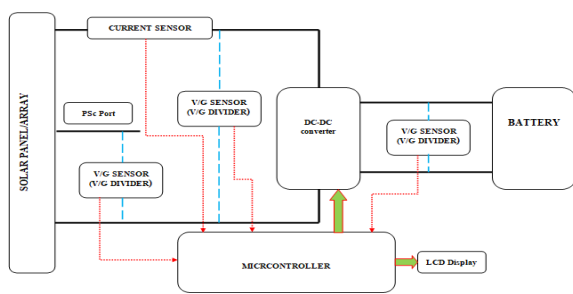 CURRENT SENSOR
SOLAR PANEL/ARRAY
PSc Port
V/G SENSOR
(V/G DIVIDER)
V/G SENSOR
(V/G DIVIDER)
DC-DC
converter
V/G SENSOR
(V/G DIVIDER)
BATTERY
MICRCONTROLLER
LCD Display